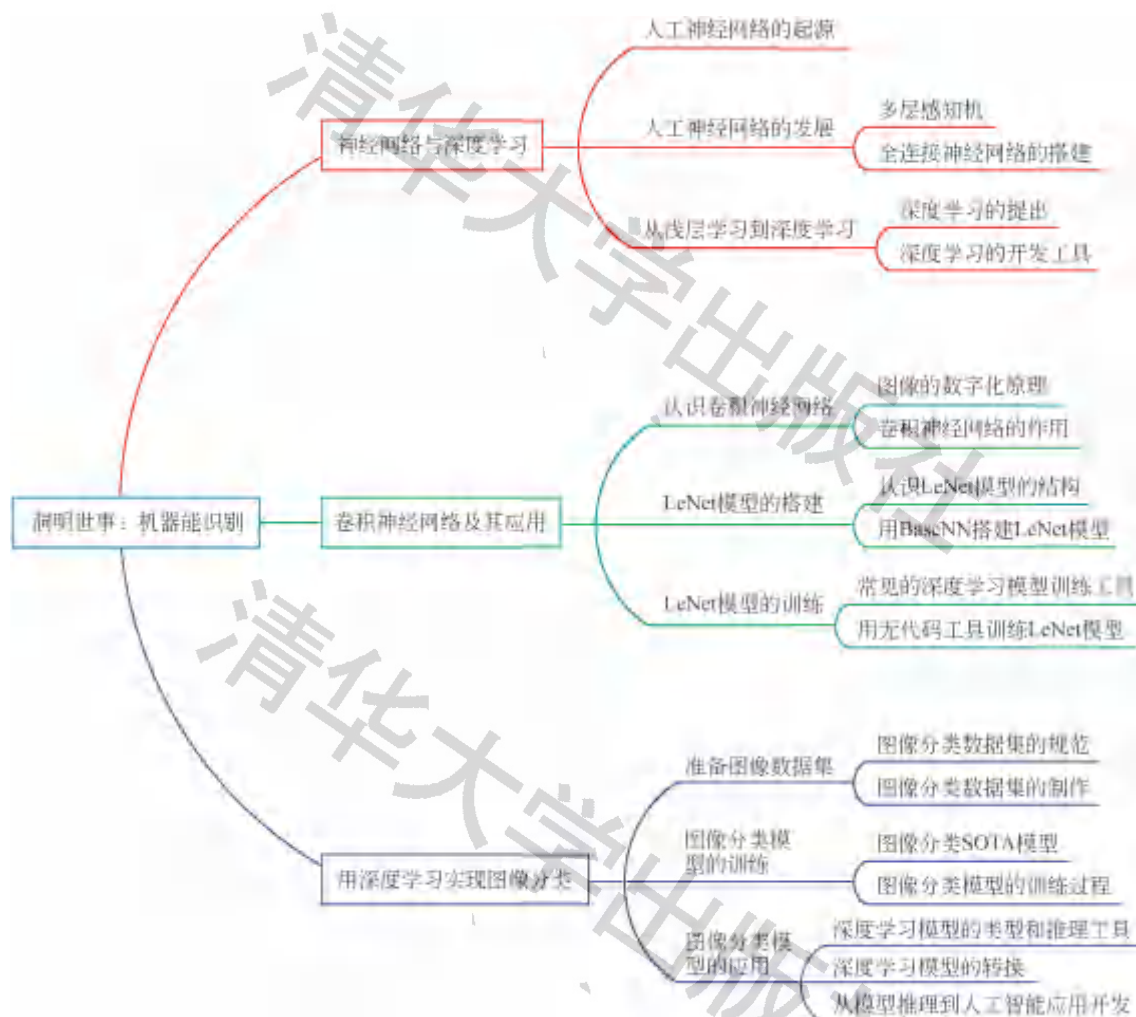 人工神经网络的起源
神经网络与深度学习
人工神经网络的发展
多层感知机
全连接神经网络的搭建
从浅层学习到深度学习
深度学习的提出
深度学习的开发工具
洞明世事：机器能识别
卷积神经网络及其应用
认识卷积神经网络
图像的数字化原理
卷积神经网络的作用
LeNet模型的搭建
认识LeNet模型的结构
用BaseNN搭建LeNet模型
LeNet模型的训练
常见的深度学习模型训练工具
用无代码工具训练LeNet模型
用深度学习实现图像分类
准备图像数据集
图像分类数据集的规范
图像分类数据集的制作
图像分类模
型的训练
图像分类SOTA模型
图像分类模型的训练过程
图像分类模
型的应用
深度学习模型的类型和推理工具
深度学习模型的转换
从模型推理到人工智能应用开发
清华大学出版社
清华大学出版社